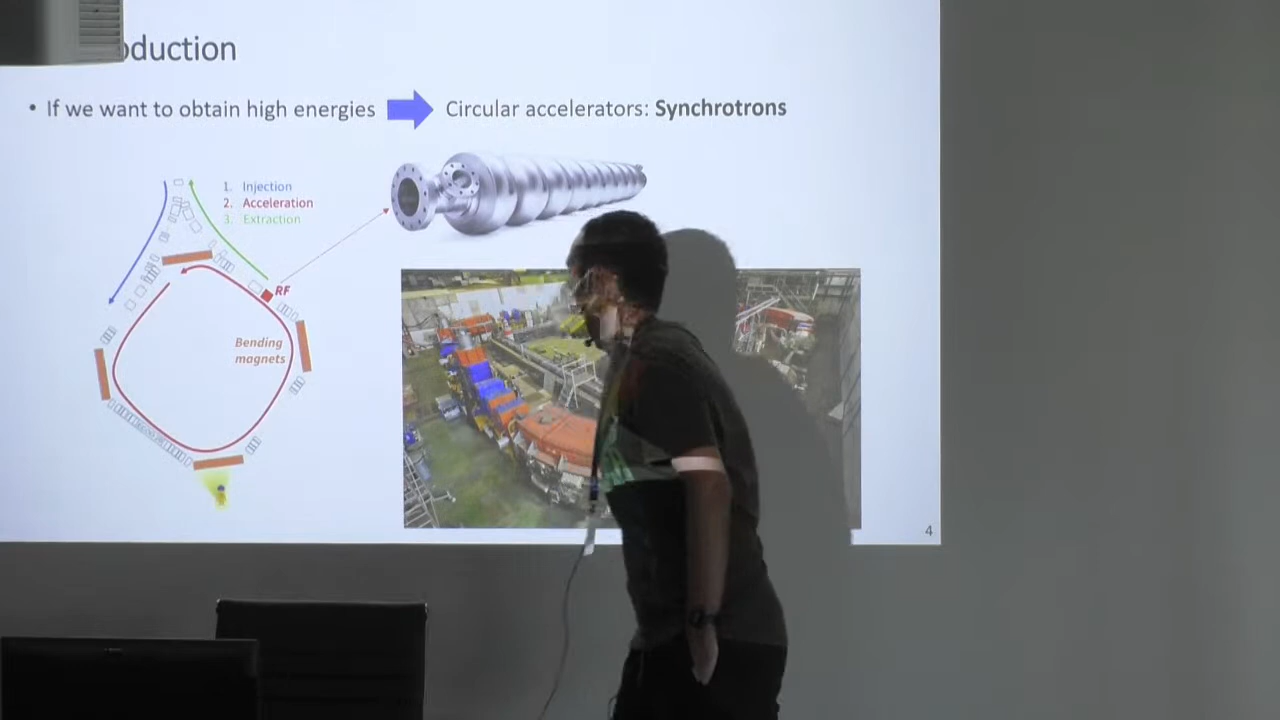 oduction
• If we want to obtain high energies
Circular accelerators: Synchrotrons
1. Injection
2. Acceleration
3. Extraction
RF
Bending
magnets
4